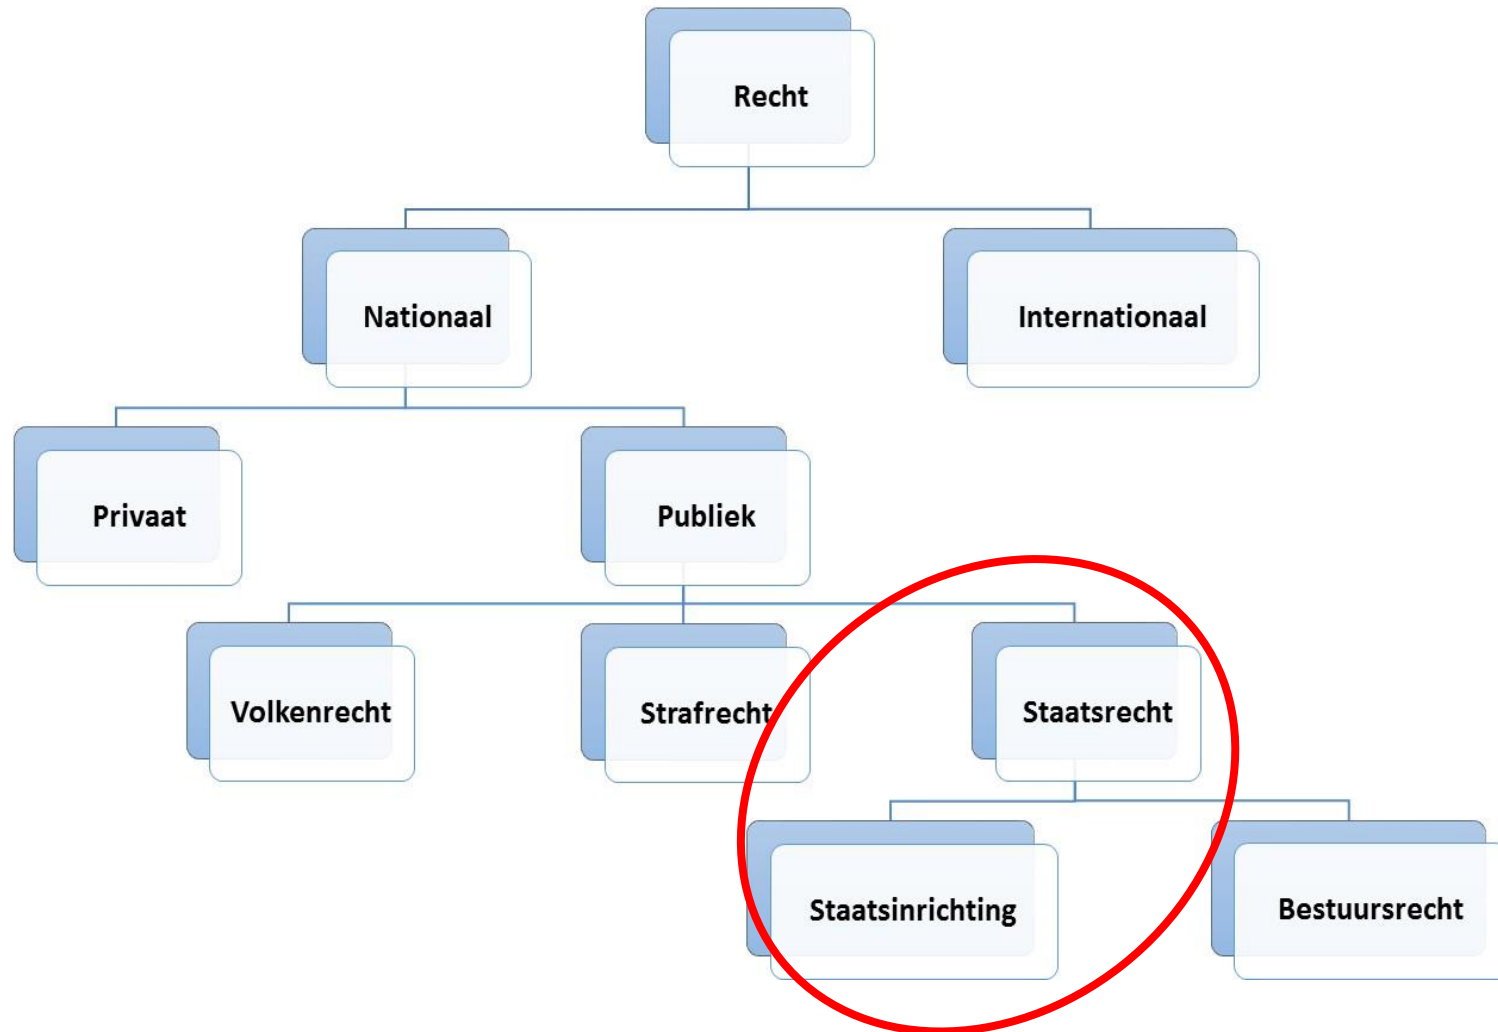 Recht
Nationaal
Internationaal
Privaat
Publiek
Volkenrecht
Strafrecht
Staatsrecht
Staatsinrichting
Bestuursrecht